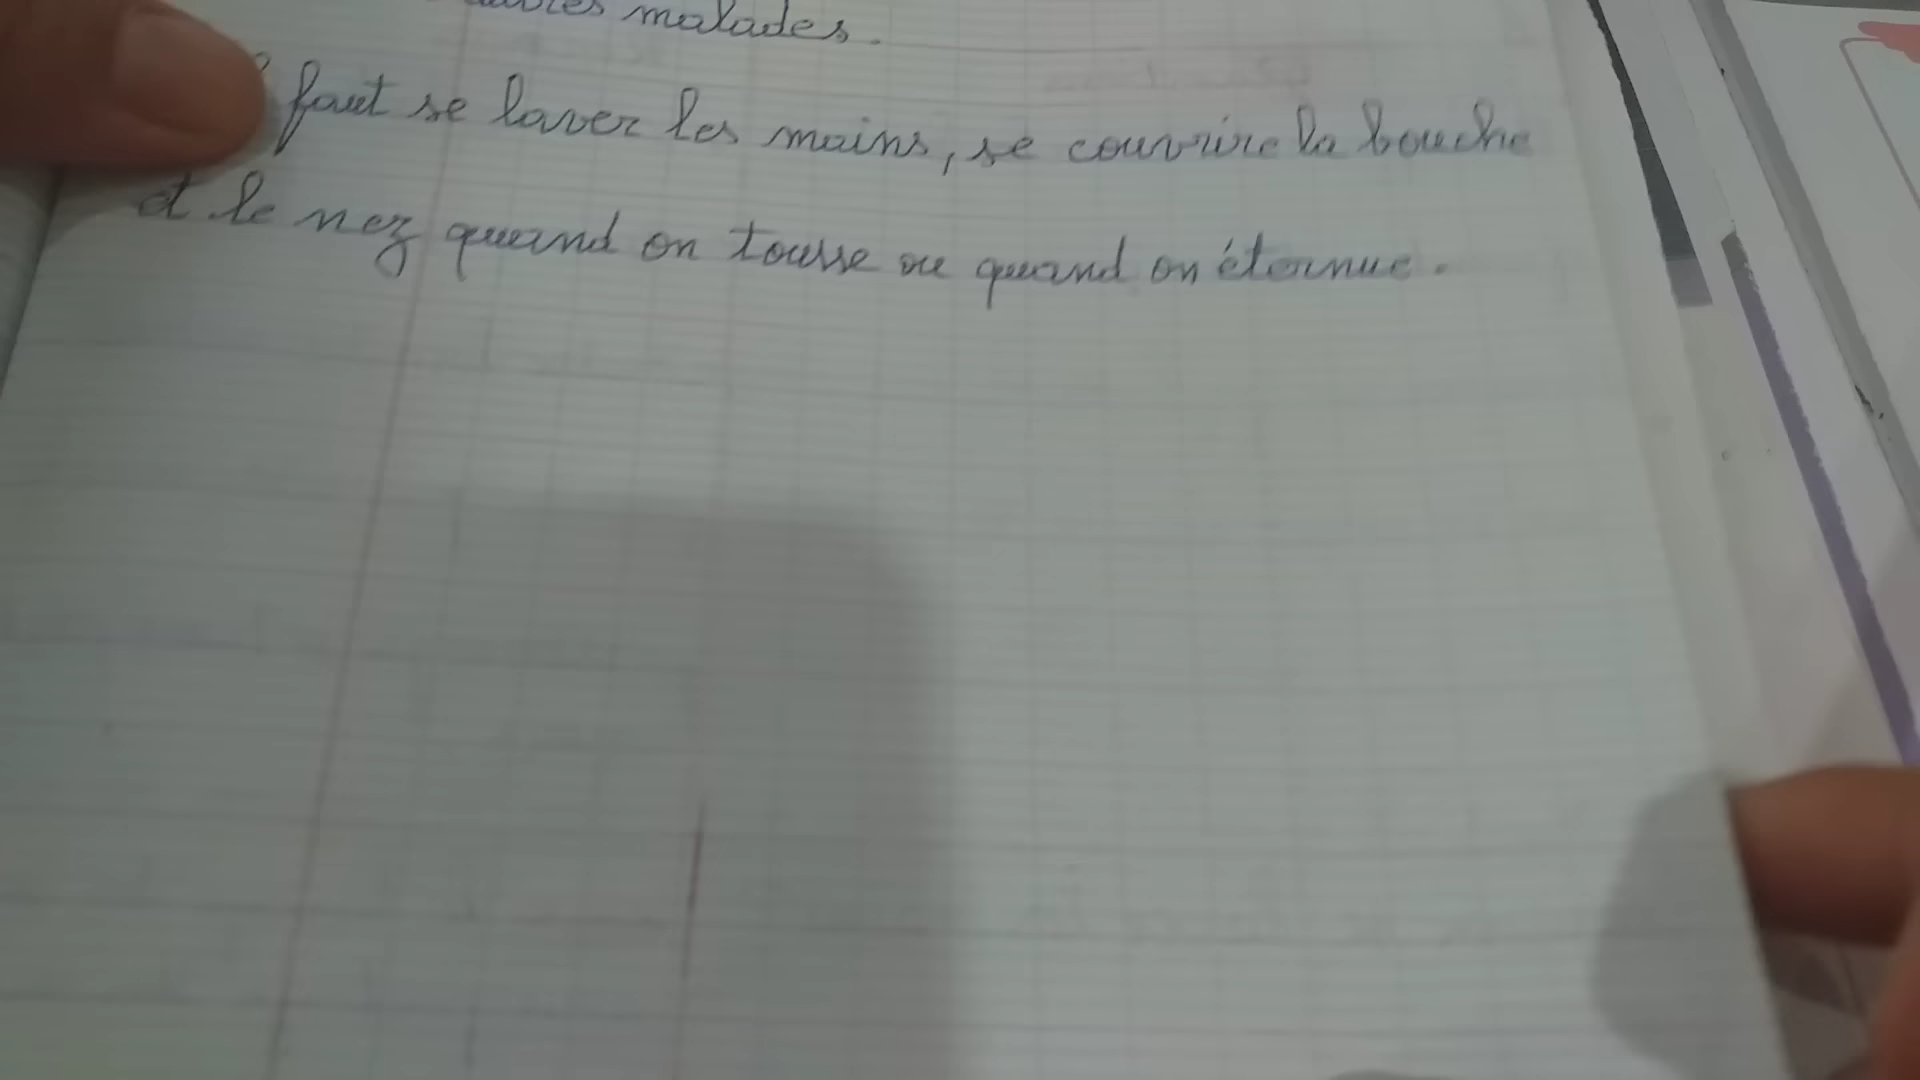 malades.
faut se laver les mains, se couvrire la bouche
et le nez quand on tousse ou quand on éternue.